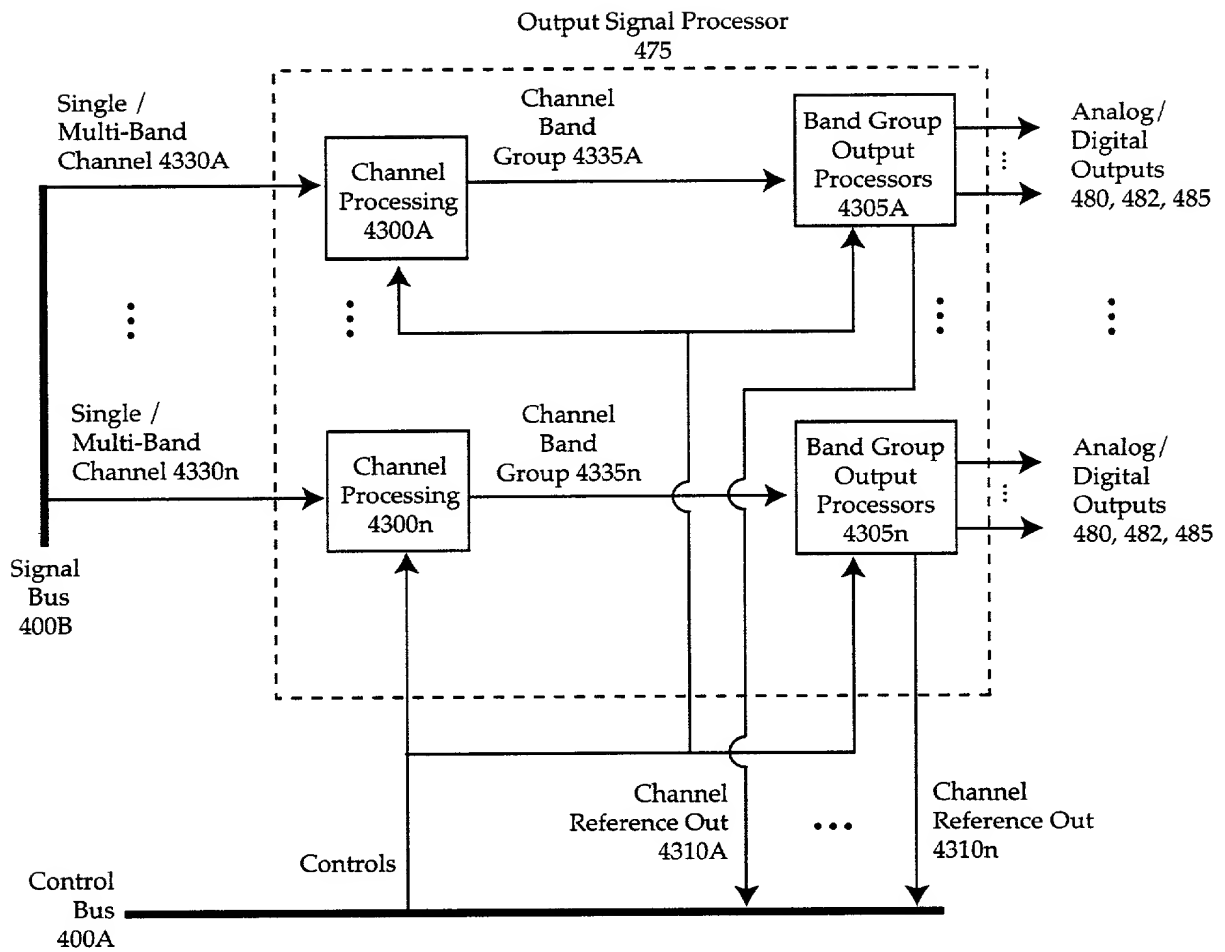 Output Signal Processor
475
Single /
Multi-Band
Channel 4330A
Channel
Band
Group 4335A
Channel
Processing
4300A
Band Group
Output
Processors
4305A
Analog/
Digital
Outputs
480, 482, 485
Single /
Multi-Band
Channel 4330n
Channel
Band
Group 4335n
Channel
Processing
4300n
Band Group
Output
Processors
4305n
Analog/
Digital
Outputs
480, 482, 485
Signal
Bus
400B
Channel
Reference Out
4310A
Channel
Reference Out
4310n
Controls
Control
Bus
400A